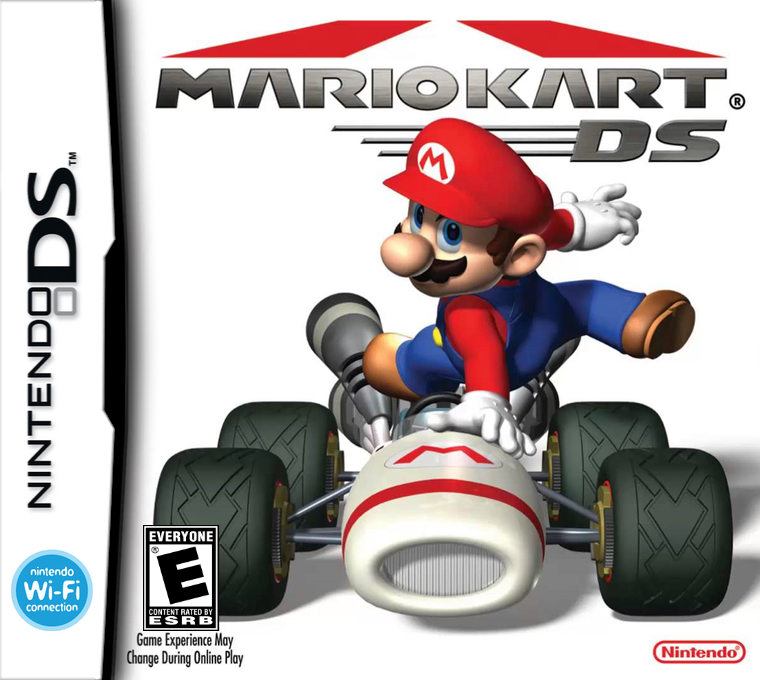 MARIOKART®
DS
NINTENDO DS™
M
M
nintendo
Wi-Fi
connection
EVERYONE
®
E
CONTENT RATED BY
ESRB
Game Experience May
Change During Online Play
Nintendo®